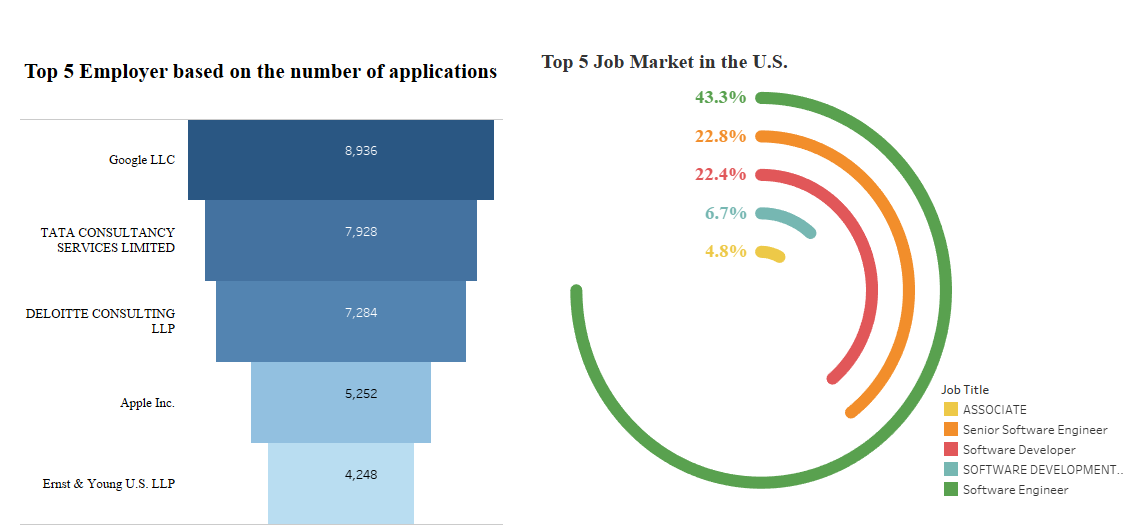 Top 5 Employer based on the number of applications
Google LLC
8,936
TATA CONSULTANCY
SERVICES LIMITED
7,928
DELOITTE CONSULTING
LLP
7,284
Apple Inc.
5,252
Ernst & Young U.S. LLP
4,248
Top 5 Job Market in the U.S.
43.3%
22.8%
22.4%
6.7%
4.8%
Job Title
ASSOCIATE
Senior Software Engineer
Software Developer
SOFTWARE DEVELOPMENT..
Software Engineer